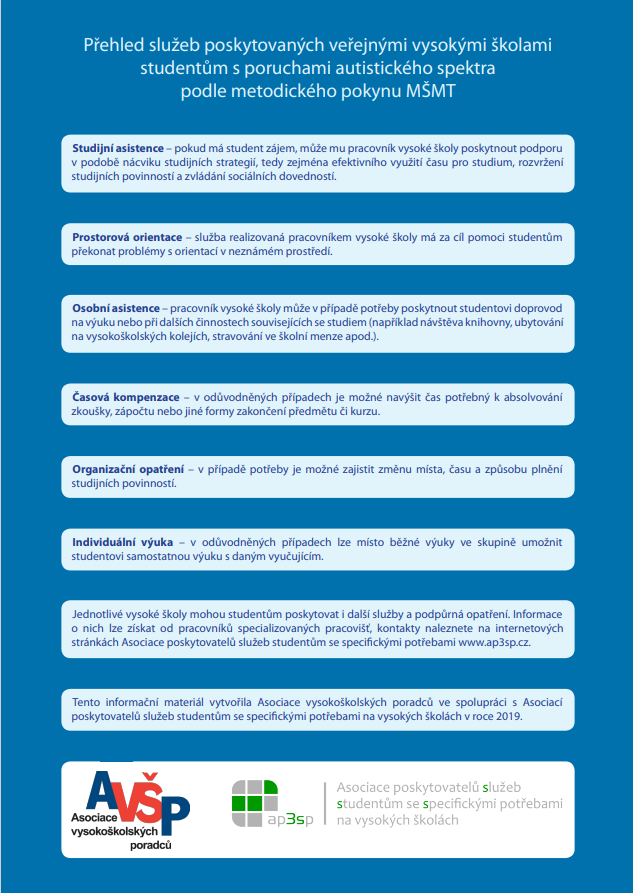 Přehled služeb poskytovaných veřejnými vysokými školami
studentům s poruchami autistického spektra
podle metodického pokynu MŠMT
Studijní asistence – pokud má student zájem, může mu pracovník vysoké školy poskytnout podporu
v podobě nácviku studijních strategií, tedy zejména efektivního využití času pro studium, rozvržení
studijních povinností a zvládání sociálních dovedností.
Prostorová orientace – služba realizovaná pracovníkem vysoké školy má za cíl pomoci studentům
překonat problémy s orientací v neznámém prostředí.
Osobní asistence – pracovník vysoké školy může v případě potřeby poskytnout studentovi doprovod
na výuku nebo při dalších činnostech souvisejících se studiem (například návštěva knihovny, ubytování
na vysokoškolských kolejích, stravování ve školní menze apod.).
Časová kompenzace – v odůvodněných případech je možné navýšit čas potřebný k absolvování
zkoušky, zápočtu nebo jiné formy zakončení předmětu či kurzu.
Organizační opatření – v případě potřeby je možné zajistit změnu místa, času a způsobu plnění
studijních povinností.
Individuální výuka – v odůvodněných případech lze místo běžné výuky ve skupině umožnit
studentovi samostatnou výuku s daným vyučujícím.
Jednotlivé vysoké školy mohou studentům poskytovat i další služby a podpůrná opatření. Informace
o nich lze získat od pracovníků specializovaných pracovišť, kontakty naleznete na internetových
stránkách Asociace poskytovatelů služeb studentům se specifickými potřebami www.ap3sp.cz.
Tento informační materiál vytvořila Asociace vysokoškolských poradců ve spolupráci s Asociací
poskytovatelů služeb studentům se specifickými potřebami na vysokých školách v roce 2019.
AVŠP
Asociace
vysokoškolských
poradců
ap3sp
Asociace poskytovatelů služeb
studentům se specifickými potřebami
na vysokých školách